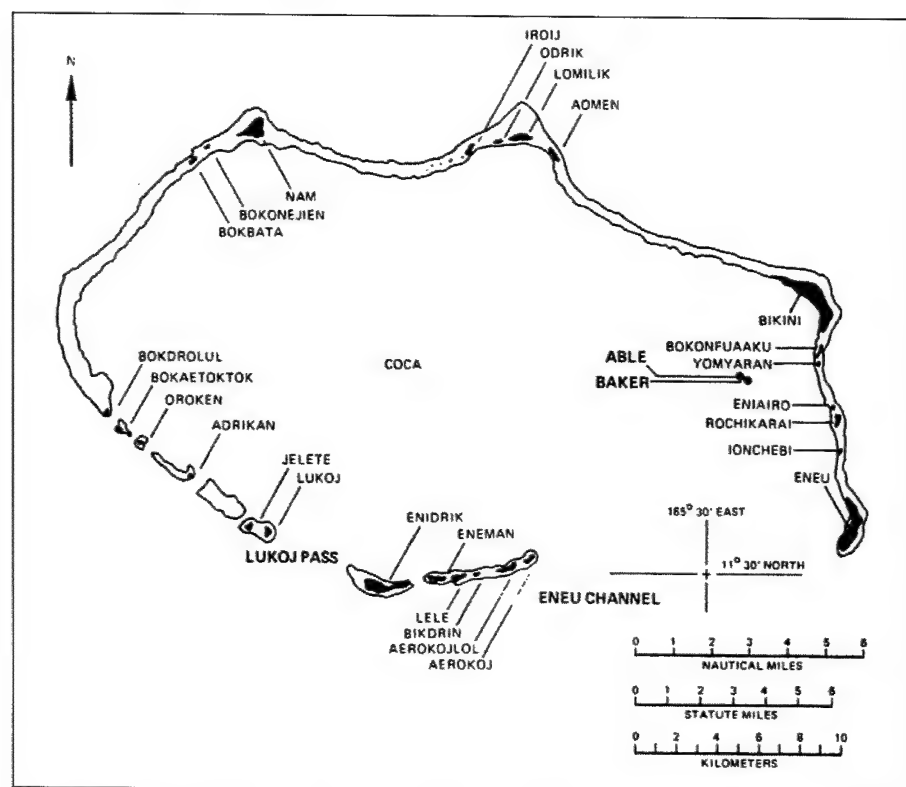 N
IROIJ
ODRIK
LOMILIK
AOMEN
NAM
BOKONEJIEN
BOKBATA
BIKINI
BOKONFUAAKU
YOMYARAN
BOKDROLUL
BOKAETOKTOK
OROKEN
ADRIKAN
COCA
ABLE
BAKER
ENIAIRO
ROCHIKARAI
IONCHEBI
ENEU
JELETE
LUKOJ
LUKOJ PASS
ENIDRIK
ENEMAN
165° 30' EAST
11° 30' NORTH
ENEU CHANNEL
LELE
BIKDRIN
AEROKOJLOL
AEROKOJ
0 1 2 3 4 5 6
NAUTICAL MILES
0 1 2 3 4 5 6
STATUTE MILES
0 2 4 6 8 10
KILOMETERS